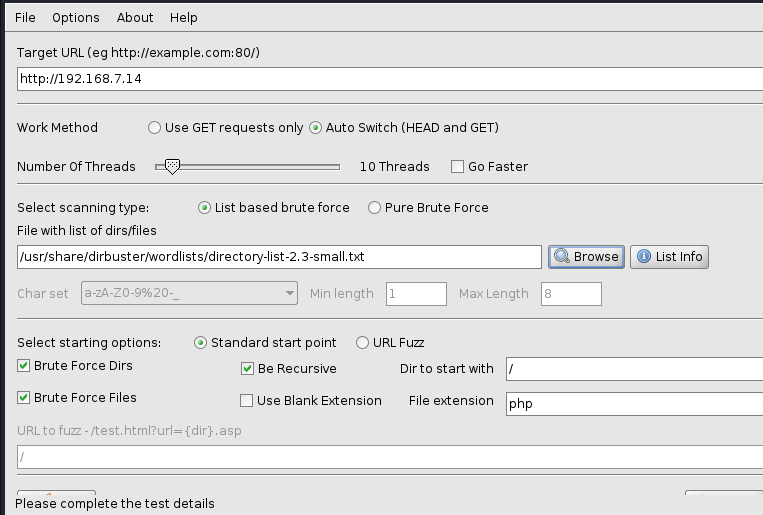 File Options About Help
Target URL (eg http://example.com:80/)
http://192.168.7.14
Work Method Use GET requests only Auto Switch (HEAD and GET)
Number Of Threads 10 Threads Go Faster
Select scanning type: List based brute force Pure Brute Force
File with list of dirs/files
/usr/share/dirbuster/wordlists/directory-list-2.3-small.txt Browse List Info
Char set a-zA-Z0-9%20-_ Min length 1 Max Length 8
Select starting options: Standard start point URL Fuzz
Brute Force Dirs Be Recursive Dir to start with /
Brute Force Files Use Blank Extension File extension php
URL to fuzz - /test.html?url={dir}.asp
/
Please complete the test details